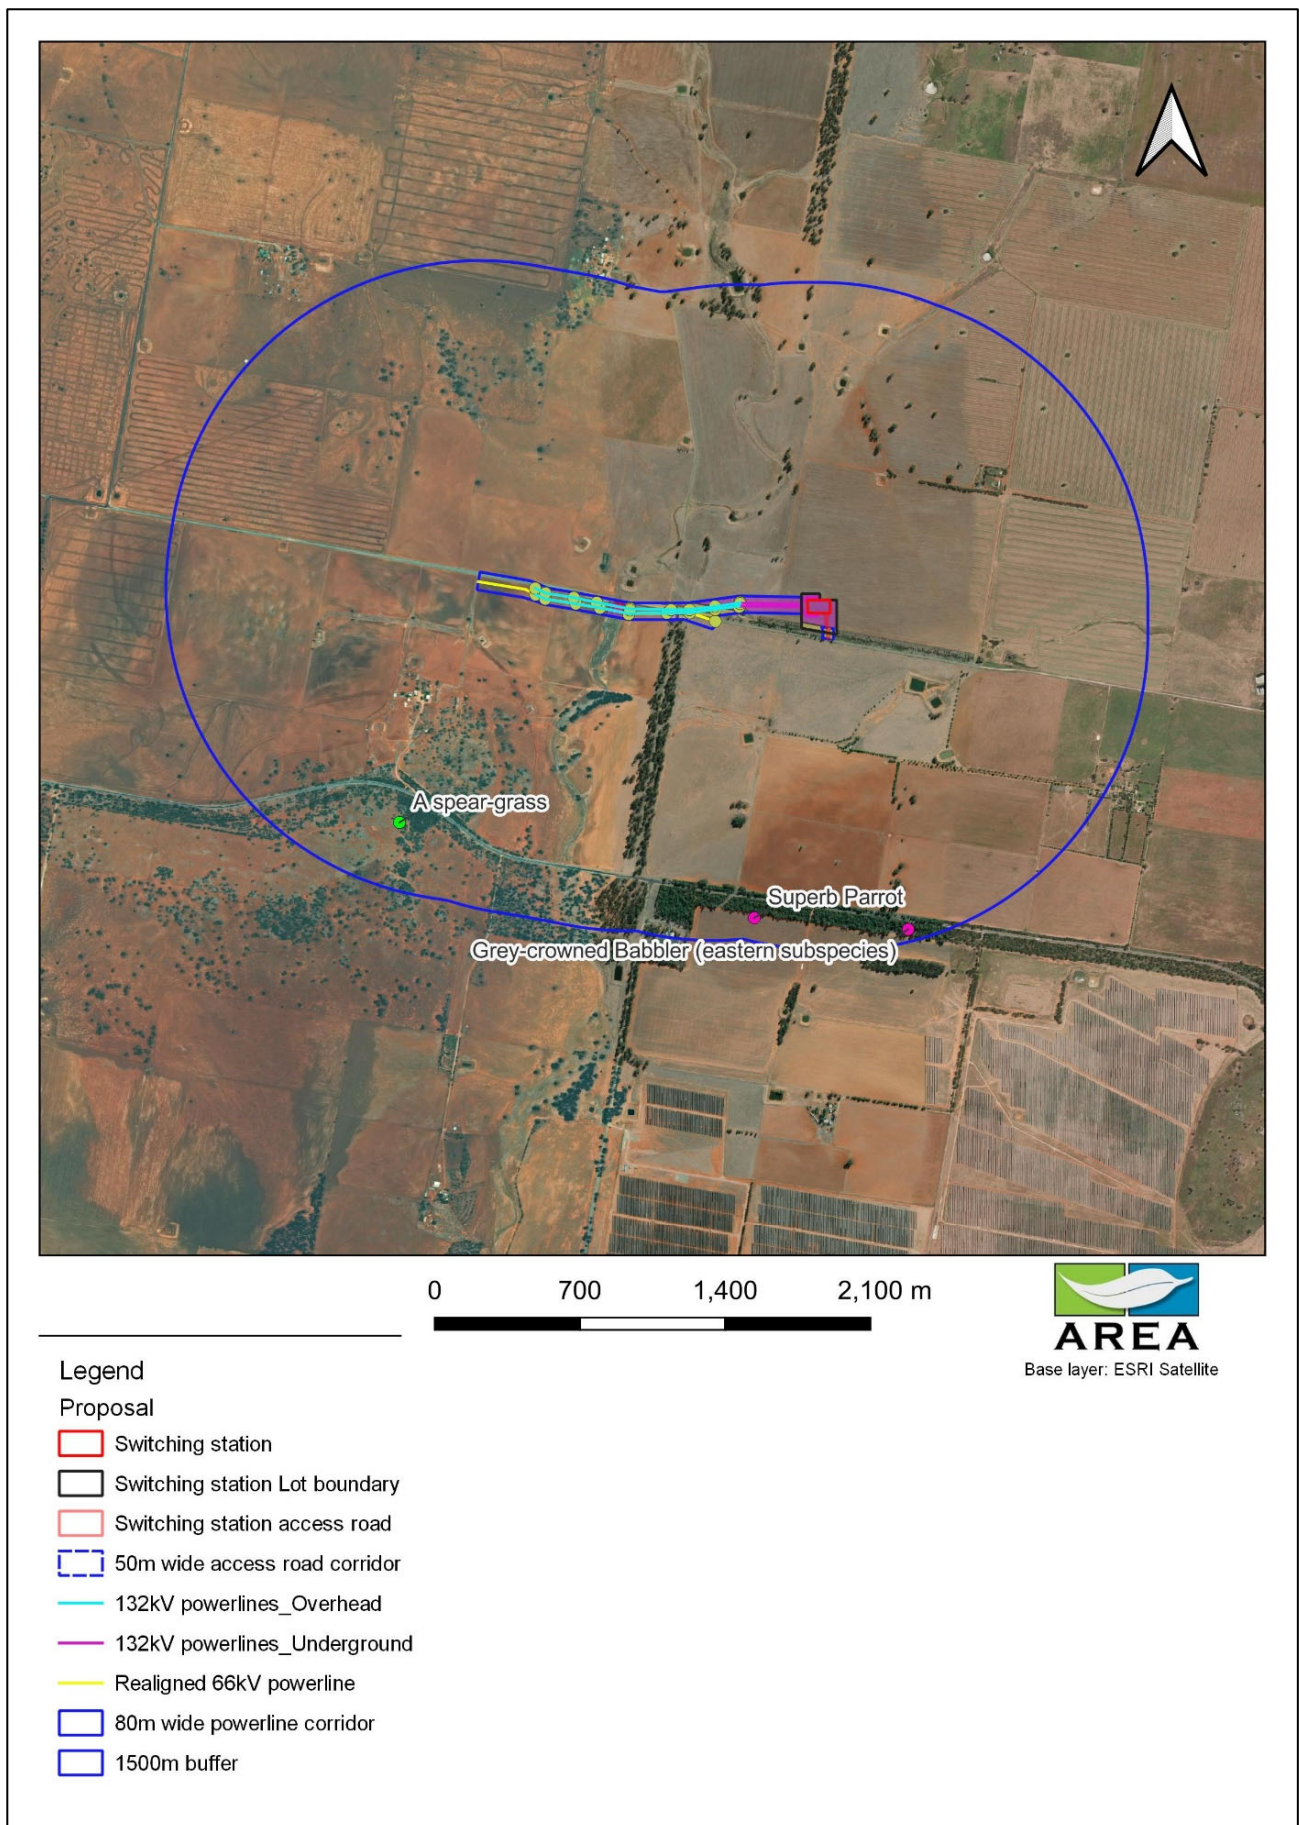 A spear-grass
Superb Parrot
Grey-crowned Babbler (eastern subspecies)
0 700 1,400 2,100 m
AREA
Base layer: ESRI Satellite
Legend
Proposal
Switching station
Switching station Lot boundary
Switching station access road
50m wide access road corridor
132kV powerlines_Overhead
132kV powerlines_Underground
Realigned 66kV powerline
80m wide powerline corridor
1500m buffer